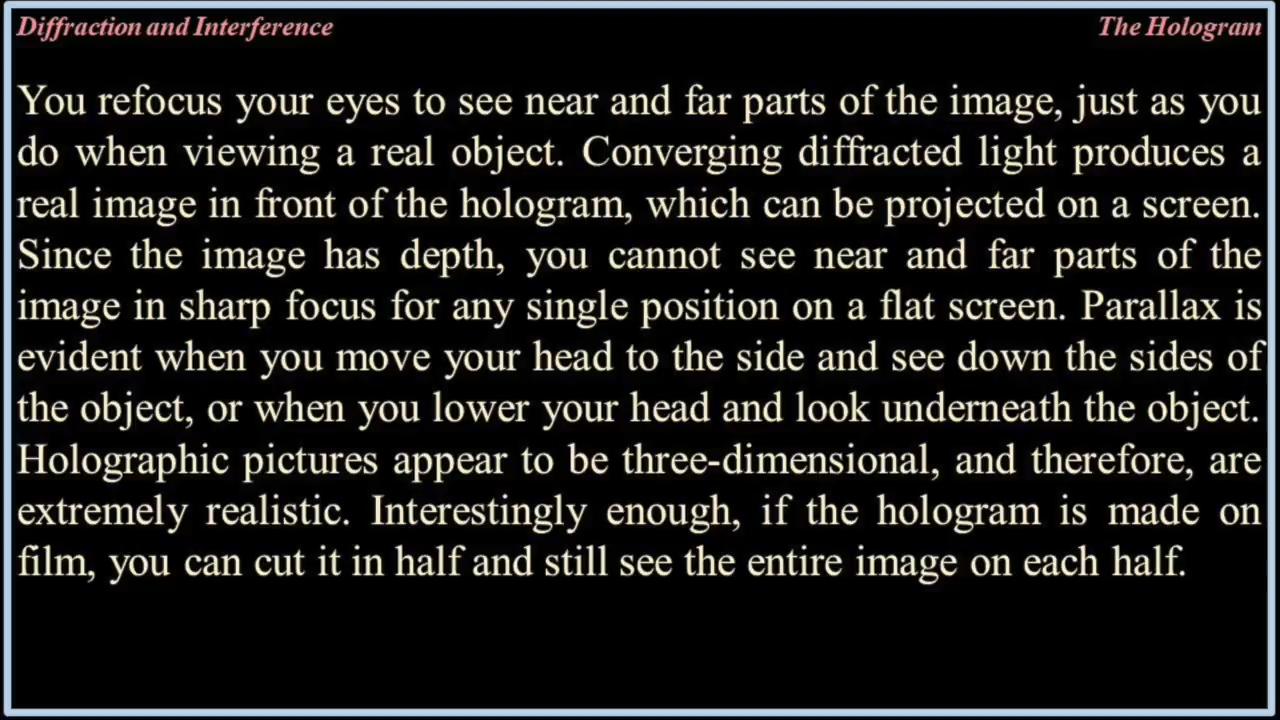 Diffraction and Interference
The Hologram
You refocus your eyes to see near and far parts of the image, just as you
do when viewing a real object. Converging diffracted light produces a
real image in front of the hologram, which can be projected on a screen.
Since the image has depth, you cannot see near and far parts of the
image in sharp focus for any single position on a flat screen. Parallax is
evident when you move your head to the side and see down the sides of
the object, or when you lower your head and look underneath the object.
Holographic pictures appear to be three-dimensional, and therefore, are
extremely realistic. Interestingly enough, if the hologram is made on
film, you can cut it in half and still see the entire image on each half.